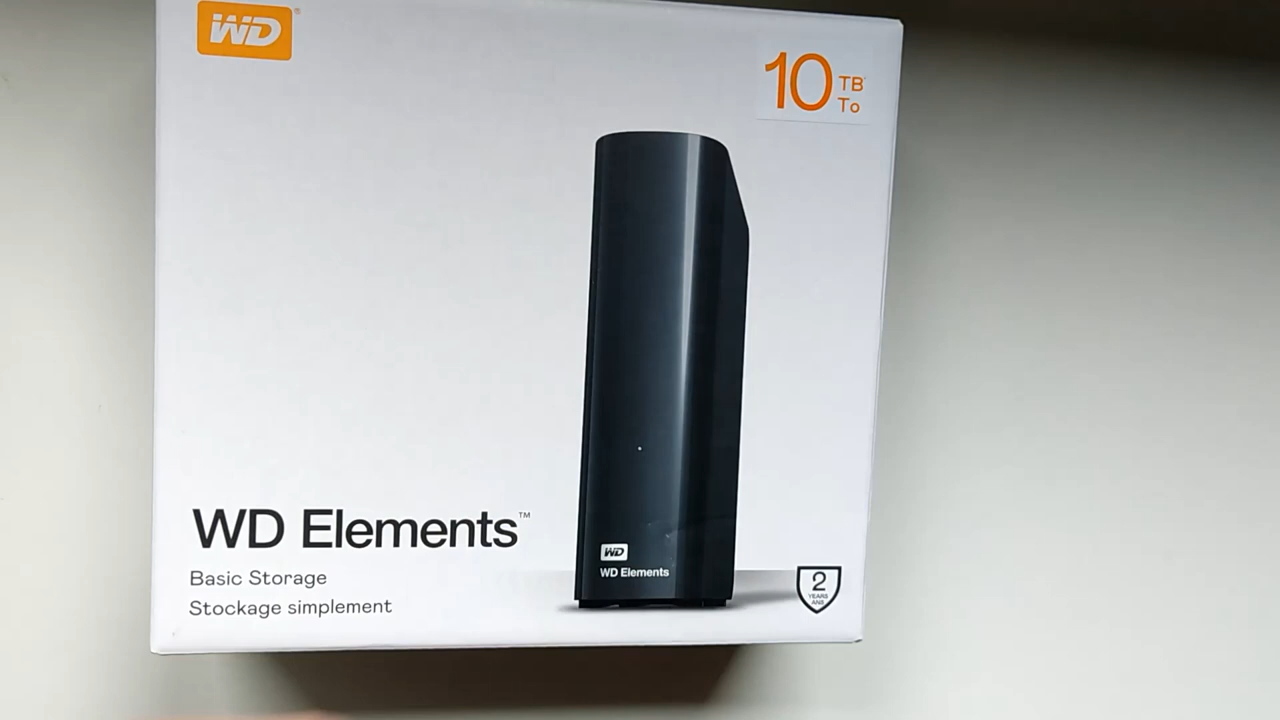 WD®
10 TB
To
WD Elements™
Basic Storage
Stockage simplement
WD
WD Elements
2
YEARS
ANS